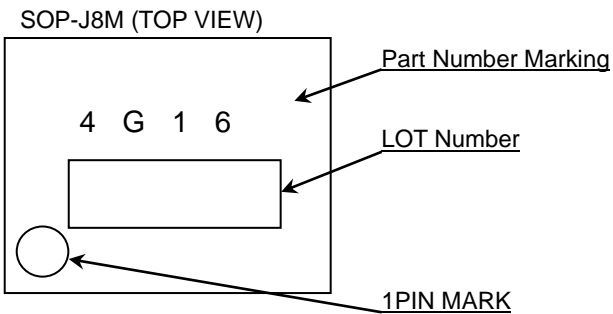 SOP-J8M (TOP VIEW)
Part Number Marking
4 G 1 6
LOT Number
1PIN MARK